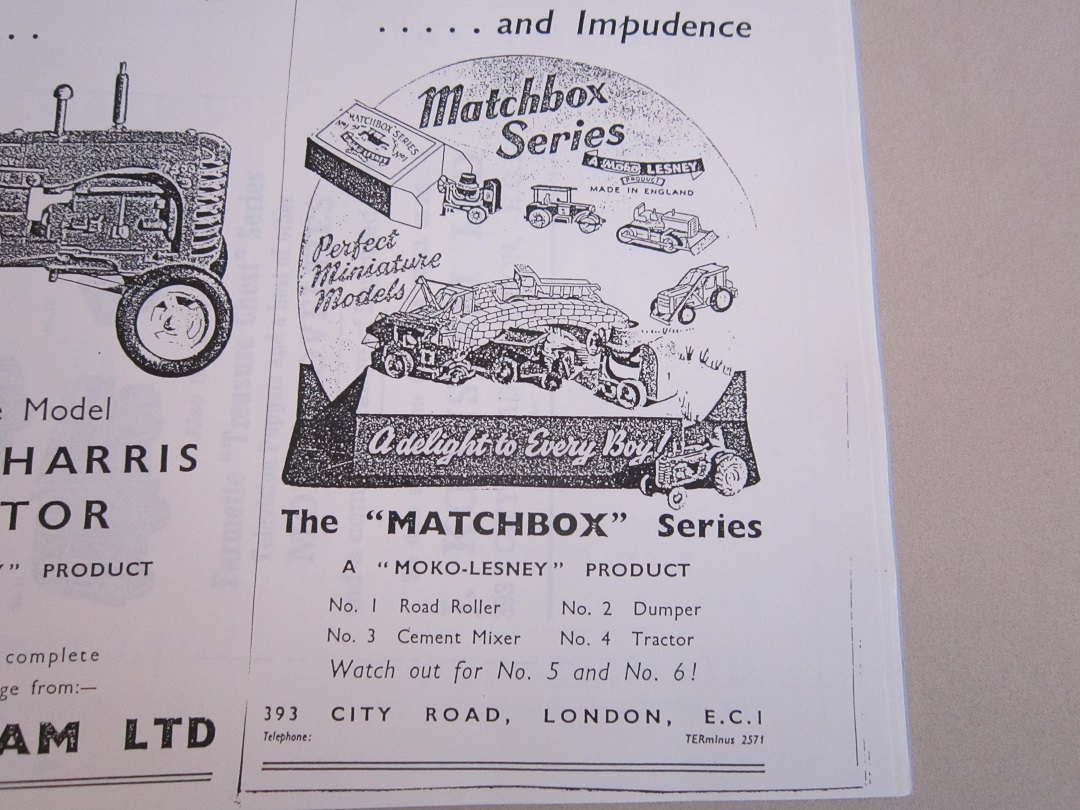 . .
e Model
HARRIS
TOR
Y” PRODUCT
complete
ge from:—
AM LTD
. . . . . and Impudence
Matchbox
Series
A Moko LESNEY
PRODUCT
MADE IN ENGLAND
MATCHBOX SERIES
Perfect
Miniature
Models
A delight to Every Boy!
The “MATCHBOX” Series
A “MOKO-LESNEY” PRODUCT
No. 1 Road Roller No. 2 Dumper
No. 3 Cement Mixer No. 4 Tractor
Watch out for No. 5 and No. 6!
393 CITY ROAD, LONDON, E.C.1
Telephone: TERminus 2571